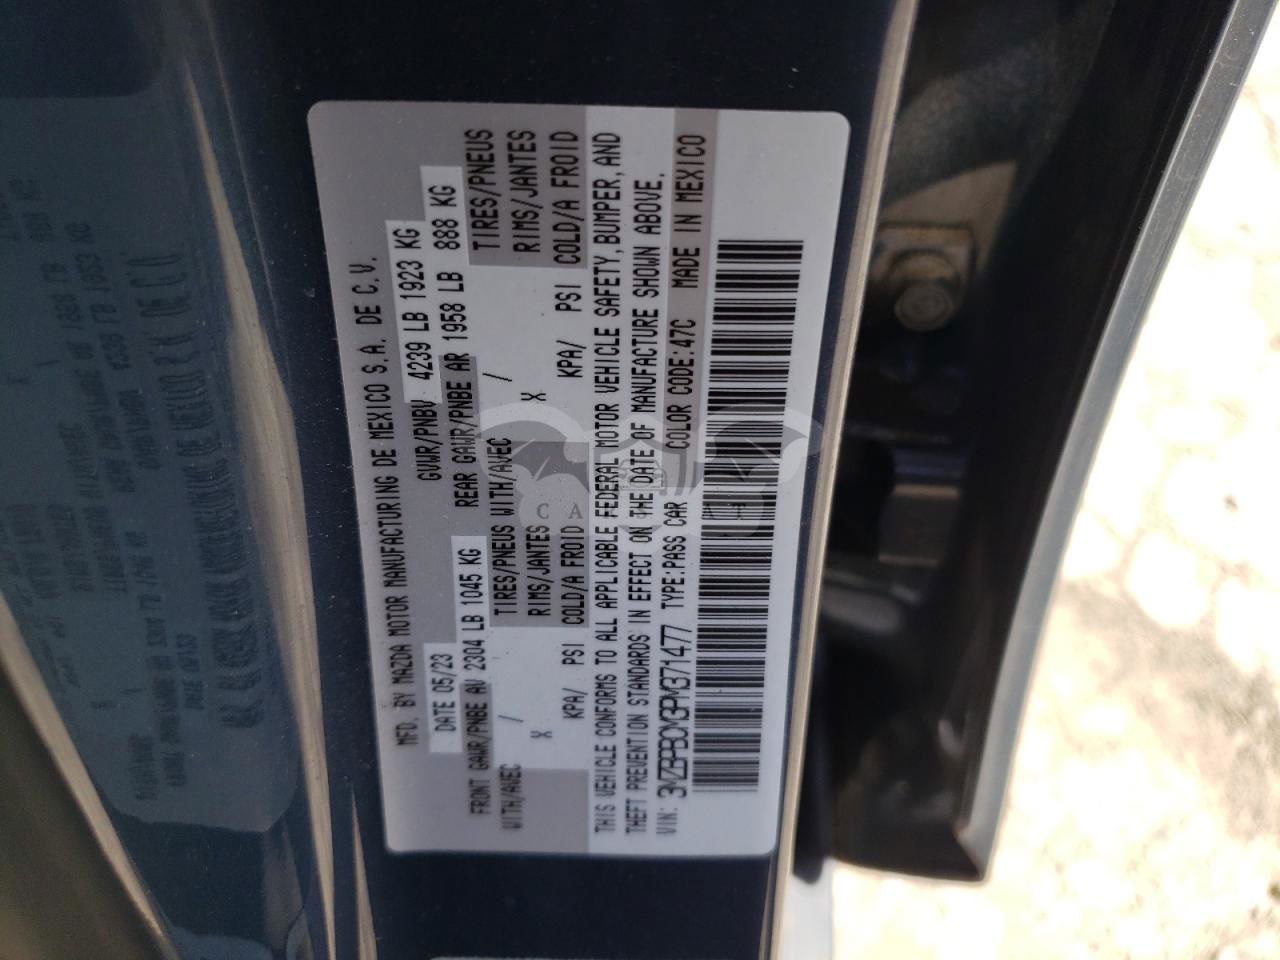 MFD. BY MAZDA MOTOR MANUFACTURING DE MEXICO S.A. DE C.V.
DATE 05/23 GVWR/PNBV 4239 LB 1923 KG
FRONT GAWR/PNBE AV 2304 LB 1045 KG REAR GAWR/PNBE AR 1958 LB 888 KG
WITH/AVEC / TIRES/PNEUS WITH/AVEC / TIRES/PNEUS
X RIMS/JANTES X RIMS/JANTES
KPA/ PSI COLD/A FROID KPA/ PSI COLD/A FROID
THIS VEHICLE CONFORMS TO ALL APPLICABLE FEDERAL MOTOR VEHICLE SAFETY, BUMPER, AND
THEFT PREVENTION STANDARDS IN EFFECT ON THE DATE OF MANUFACTURE SHOWN ABOVE.
VIN: 3MZBPBCM3PM371477 TYPE:PASS CAR COLOR CODE:47C MADE IN MEXICO